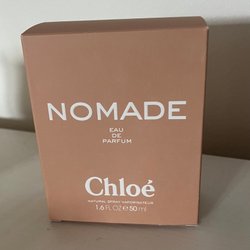 NOMADE
EAU
DE
PARFUM
Chloé
NATURAL SPRAY VAPORISATEUR
1.6 FL OZ ℮ 50 ml